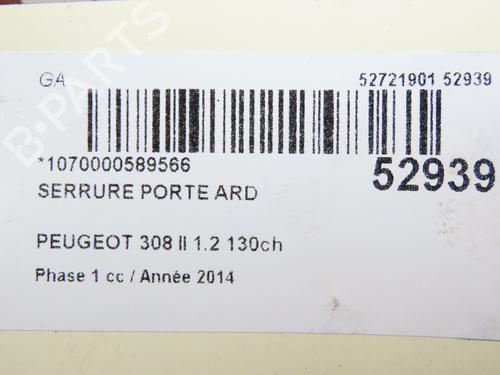 GA 52721901 52939
*1070000589566 52939
SERRURE PORTE ARD
PEUGEOT 308 II 1.2 130ch
Phase 1 cc / Année 2014
B-PARTS